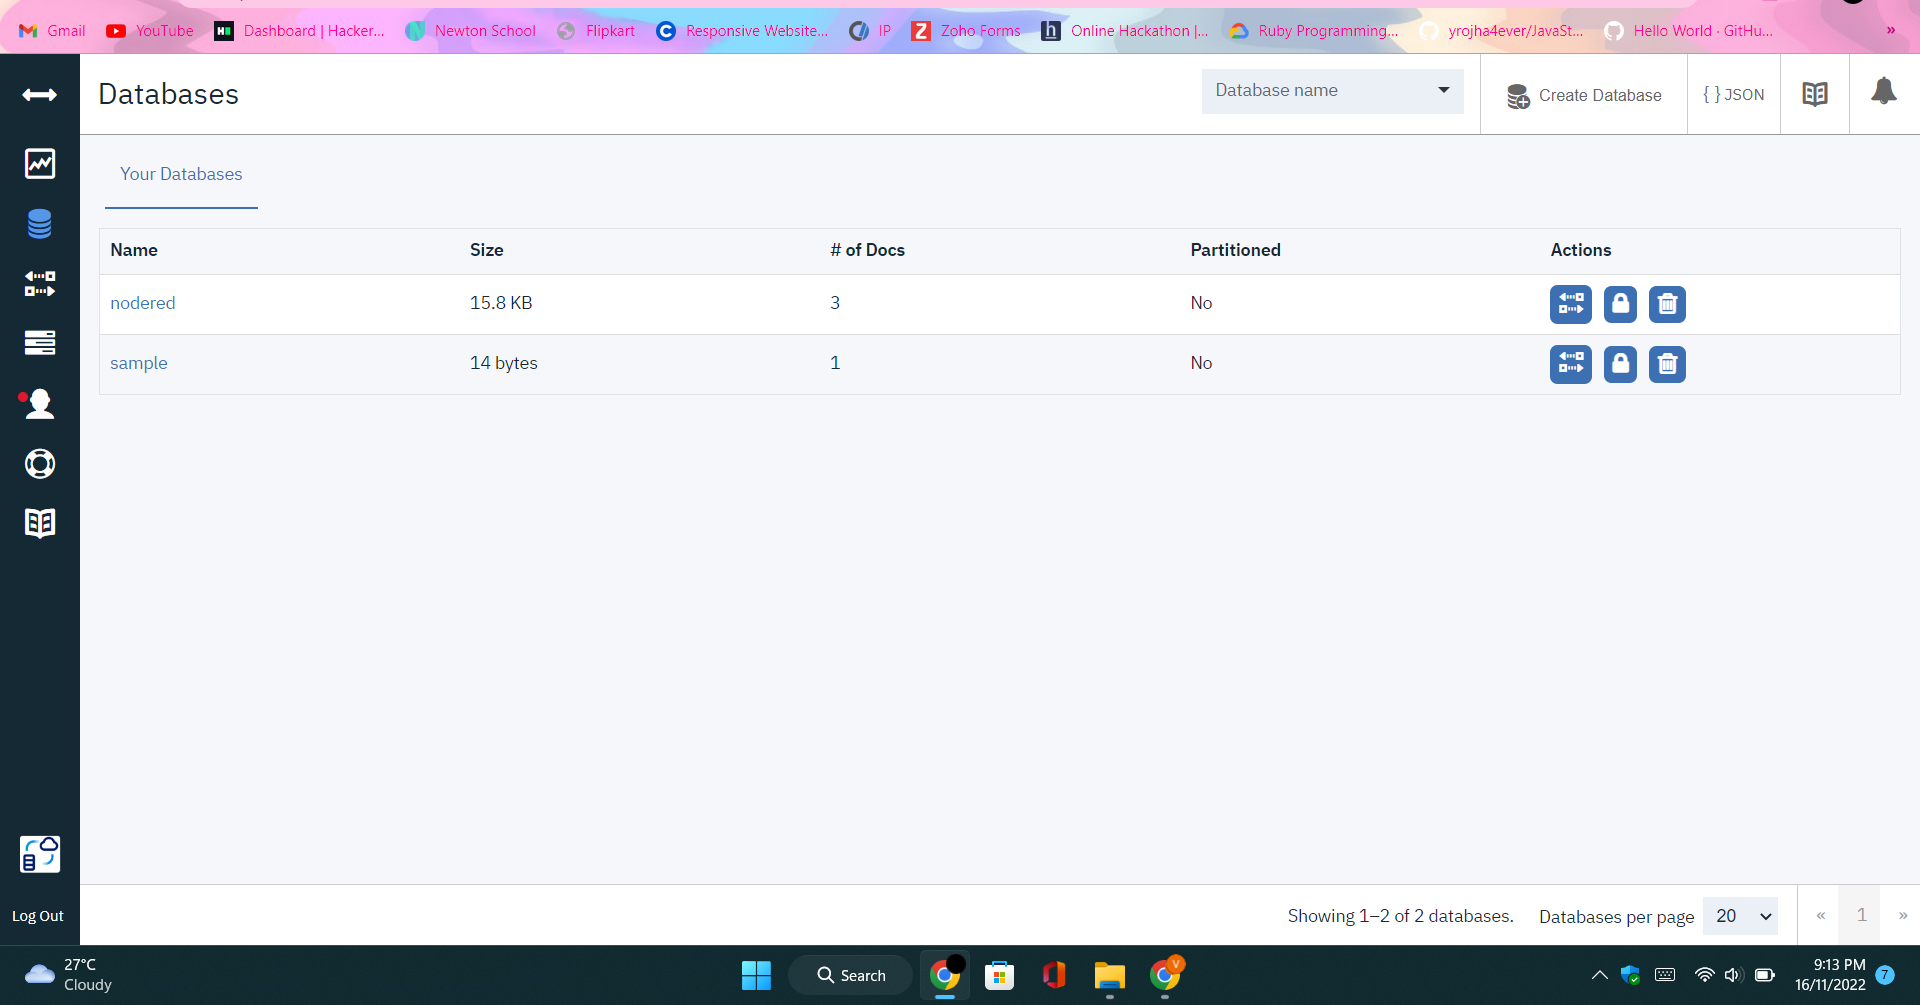 Gmail YouTube Dashboard | Hacker... Newton School Flipkart Responsive Website... IP Zoho Forms Online Hackathon |... Ruby Programming... yrojha4ever/JavaSt... Hello World · GitHu... »
Databases
Database name
Create Database
{ } JSON
Your Databases
Name Size # of Docs Partitioned Actions
nodered 15.8 KB 3 No
sample 14 bytes 1 No
Log Out
Showing 1–2 of 2 databases. Databases per page 20 « 1 »
27°C
Cloudy
Search
V
9:13 PM
16/11/2022
7